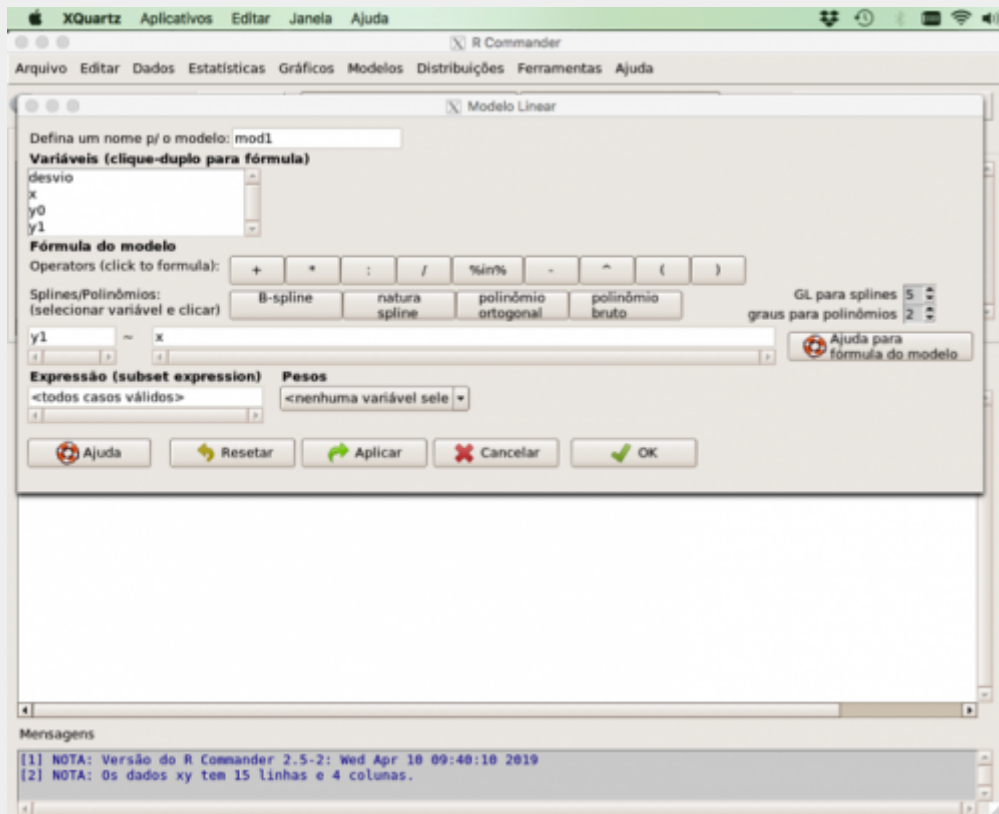 XQuartz Aplicativos Editar Janela Ajuda
R Commander
Arquivo Editar Dados Estatísticas Gráficos Modelos Distribuições Ferramentas Ajuda
Modelo Linear
Defina um nome p/ o modelo: mod1
Variáveis (clique-duplo para fórmula)
desvio
x
y0
y1
Fórmula do modelo
Operators (click to formula): + * : / %in% - ^ ( )
Splines/Polinômios:
(selecionar variável e clicar)
B-spline
natura
spline
polinômio
ortogonal
polinômio
bruto
GL para splines 5
graus para polinômios 2
y1 ~ x
Ajuda para
fórmula do modelo
Expressão (subset expression) Pesos
<todos casos válidos> <nenhuma variável sele
Ajuda Resetar Aplicar Cancelar OK
Mensagens
[1] NOTA: Versão do R Commander 2.5-2: Wed Apr 10 09:40:10 2019
[2] NOTA: Os dados xy tem 15 linhas e 4 colunas.